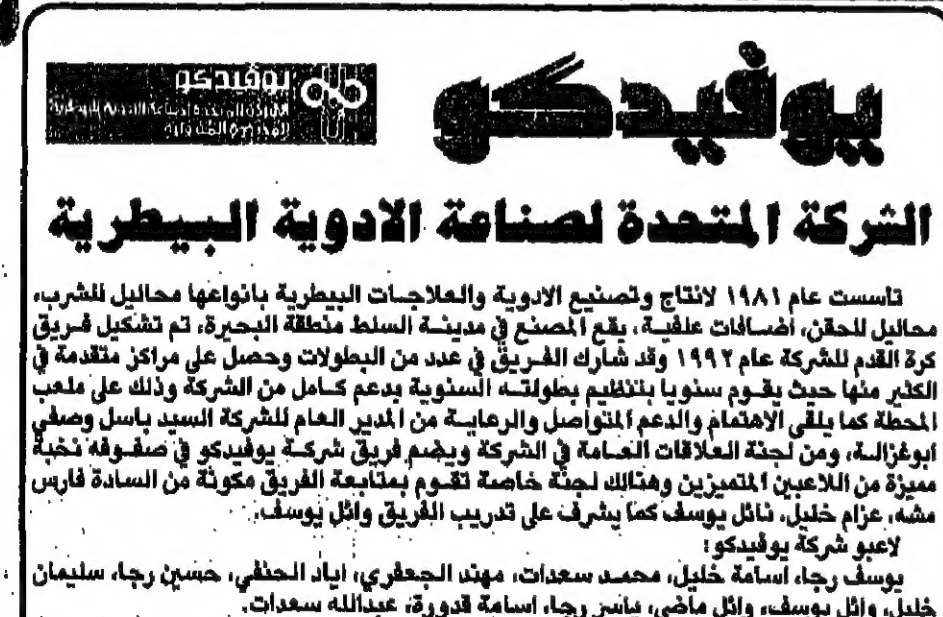 يوفيدكو
يوفيدكو
الشركة المتحدة لصناعة الادوية البيطرية
تاسست عام ١٩٨١ لانتاج وتصنيع الادوية والعلاجات البيطرية بانواعها محاليل للشرب،
محاليل للحقن، اضافات علفية، يقع المصنع في مدينة السلط منطقة البحيرة، تم تشكيل فريق
كرة القدم للشركة عام ١٩٩٢ وقد شارك الفريق في عدد من البطولات وحصل على مراكز متقدمة في
الكثير منها حيث يقوم سنويا بتنظيم بطولته السنوية بدعم كامل من الشركة وذلك على ملعب
المحطة كما يلقى الاهتمام والدعم المتواصل والرعاية من المدير العام للشركة السيد باسل وصفي
أبوغزالة، ومن لجنة العلاقات العامة في الشركة ويضم فريق شركة يوفيدكو في صفوفه نخبة
مميزة من اللاعبين المتميزين وهنالك لجنة خاصة تقوم بمتابعة الفريق مكونة من السادة فارس
مشه، عزام خليل، نائل يوسف كما يشرف على تدريب الفريق وائل يوسف.
لاعبو شركة يوفيدكو:
يوسف رجا، اسامة خليل، محمد سعدات، مهند الجعفري، اياد الحنفي، حسين رجا، سليمان
خليل، وائل يوسف، وائل ماضي، ياسر رجا، اسامة قدورة، عبدالله سعدات.